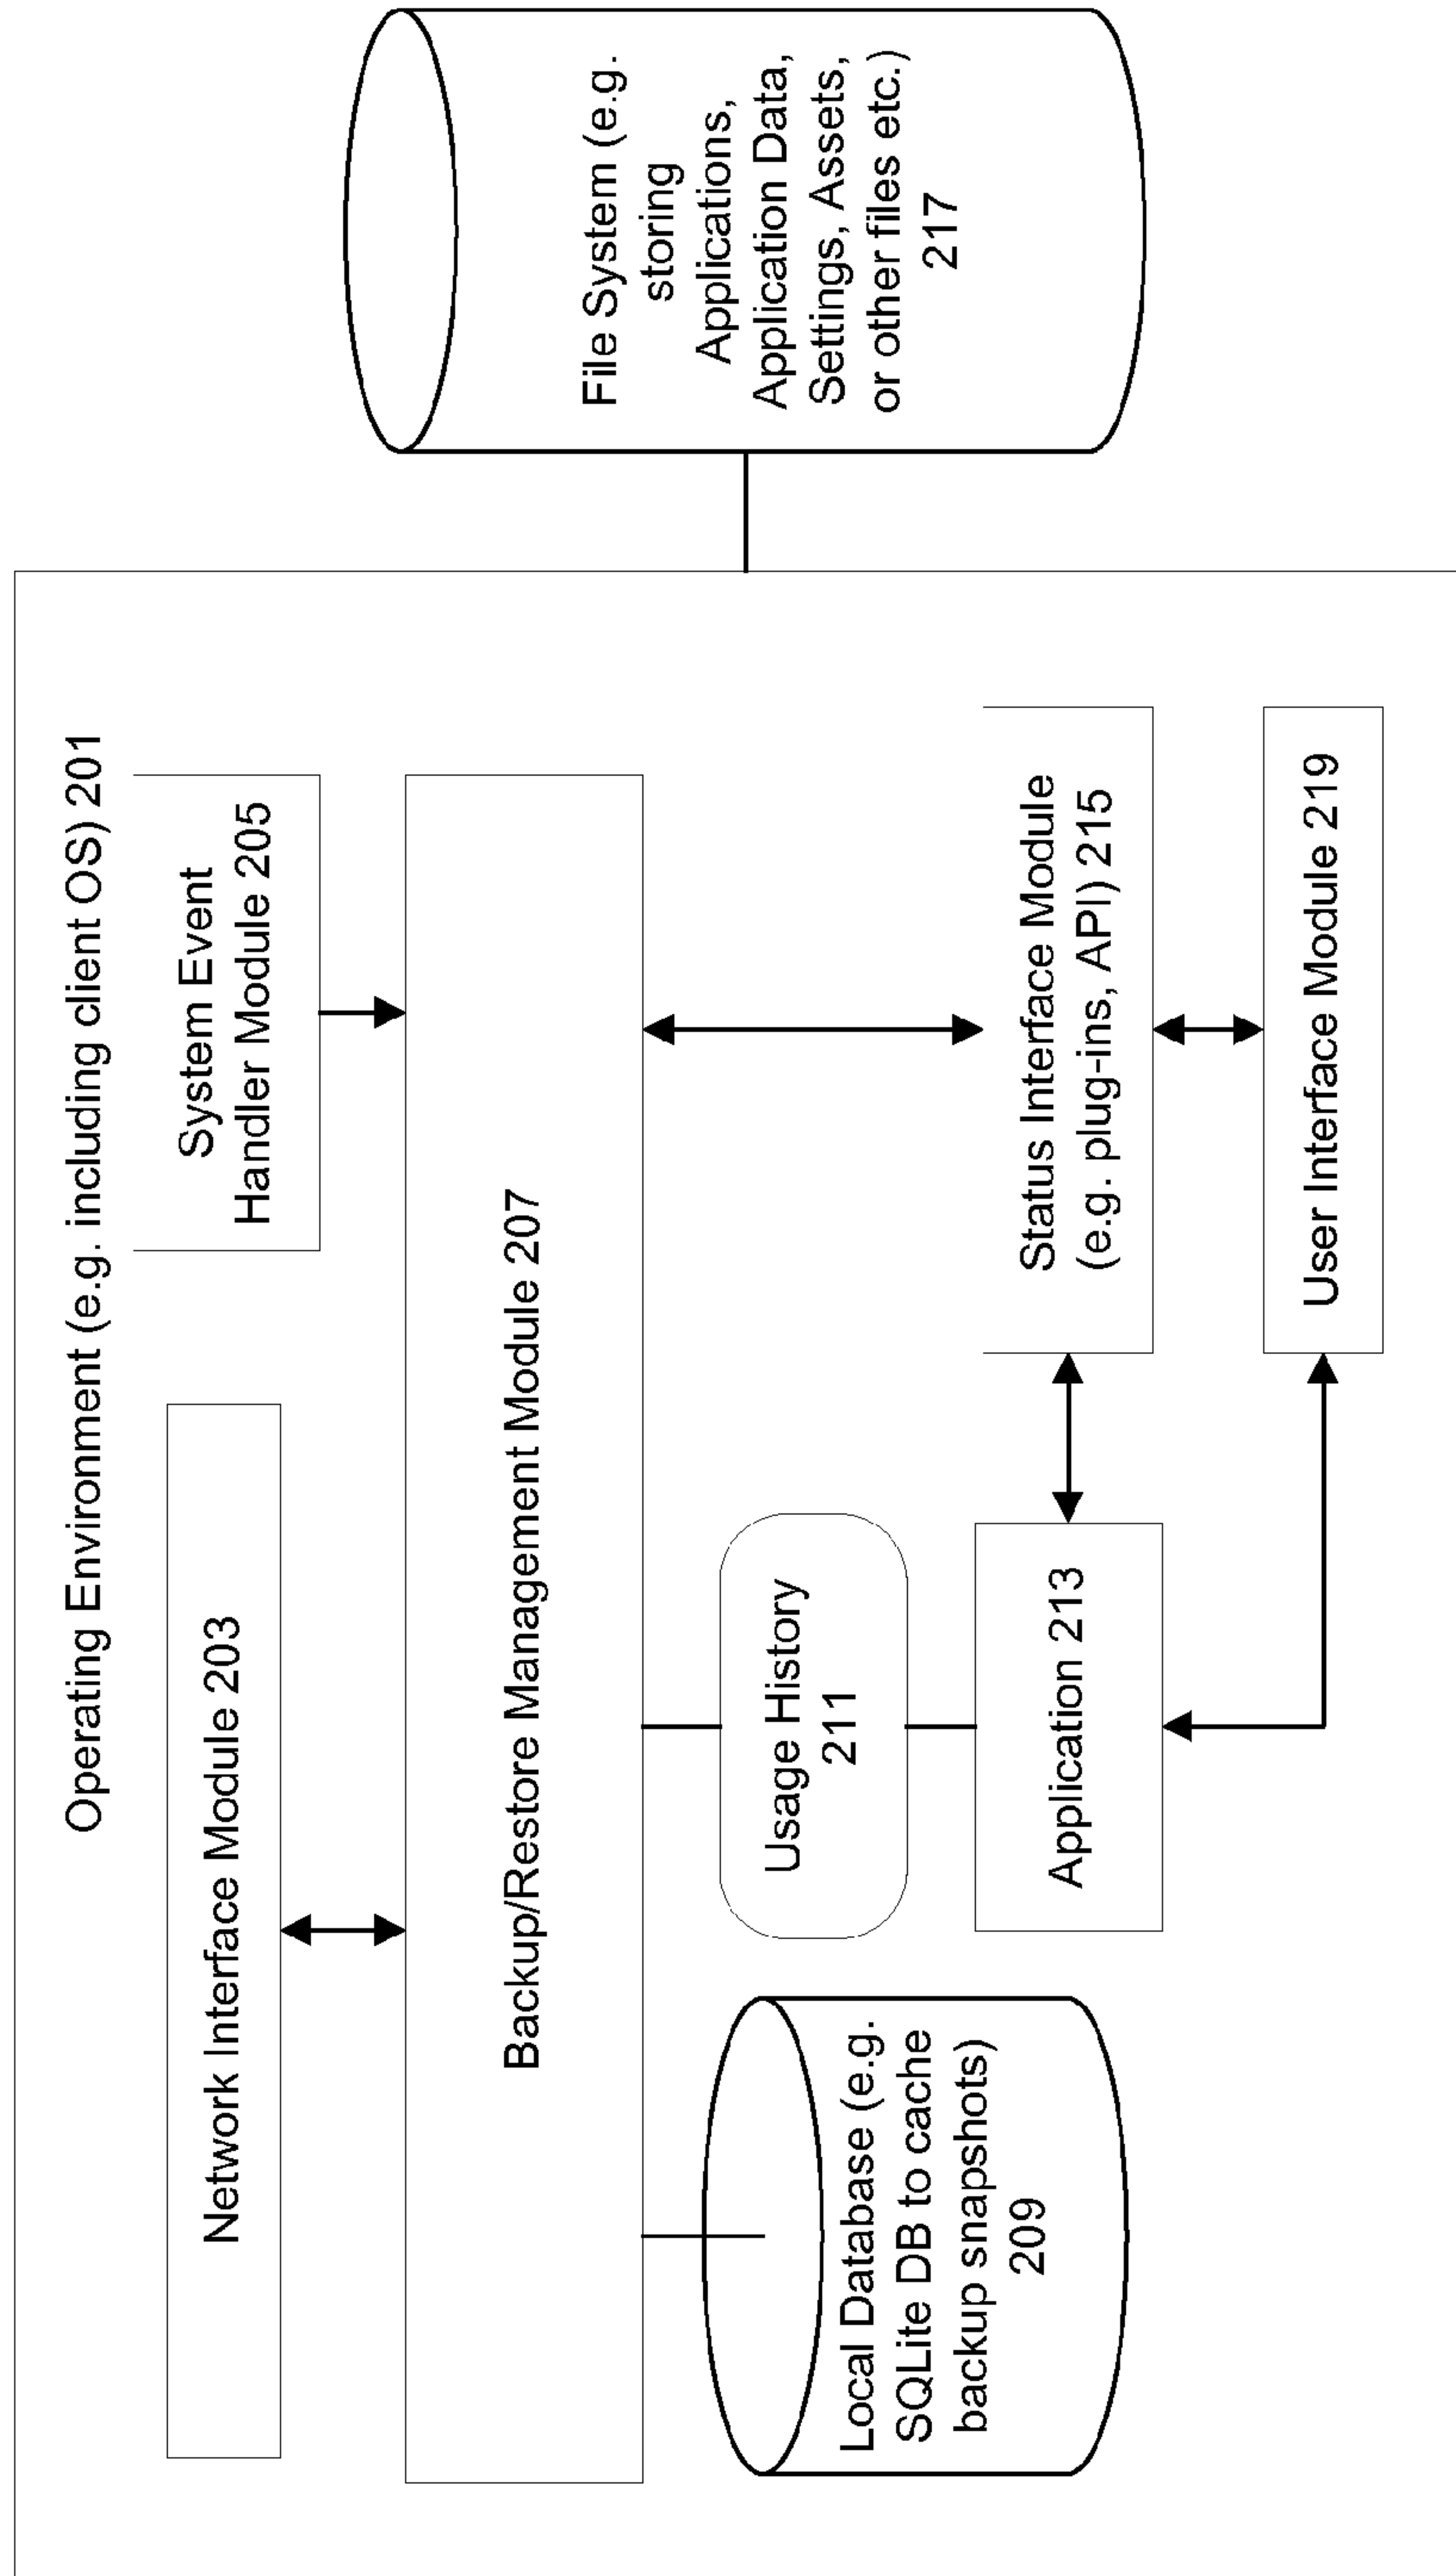 Operating Environment (e.g. including client OS) 201
Network Interface Module 203
System Event
Handler Module 205
Backup/Restore Management Module 207
Local Database (e.g.
SQLite DB to cache
backup snapshots)
209
Usage History
211
Application 213
Status Interface Module
(e.g. plug-ins, API) 215
User Interface Module 219
File System (e.g.
storing
Applications,
Application Data,
Settings, Assets,
or other files etc.)
217